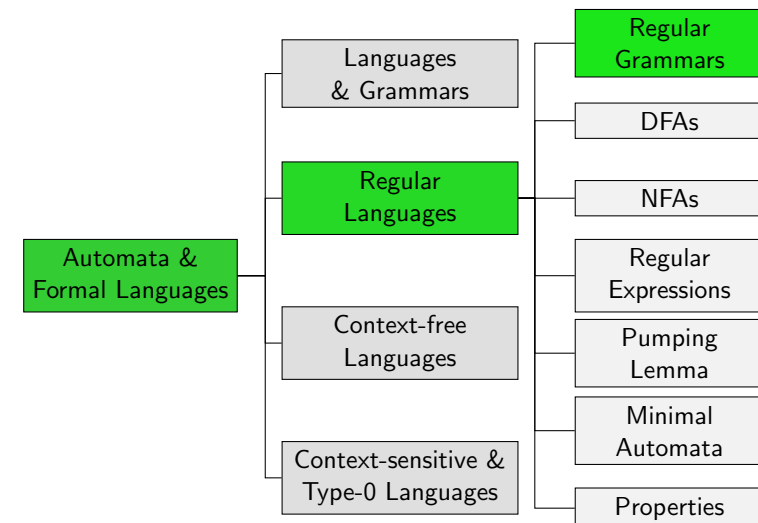 Automata &
Formal Languages
Languages
& Grammars
Regular
Languages
Context-free
Languages
Context-sensitive &
Type-0 Languages
Regular
Grammars
DFAs
NFAs
Regular
Expressions
Pumping
Lemma
Minimal
Automata
Properties